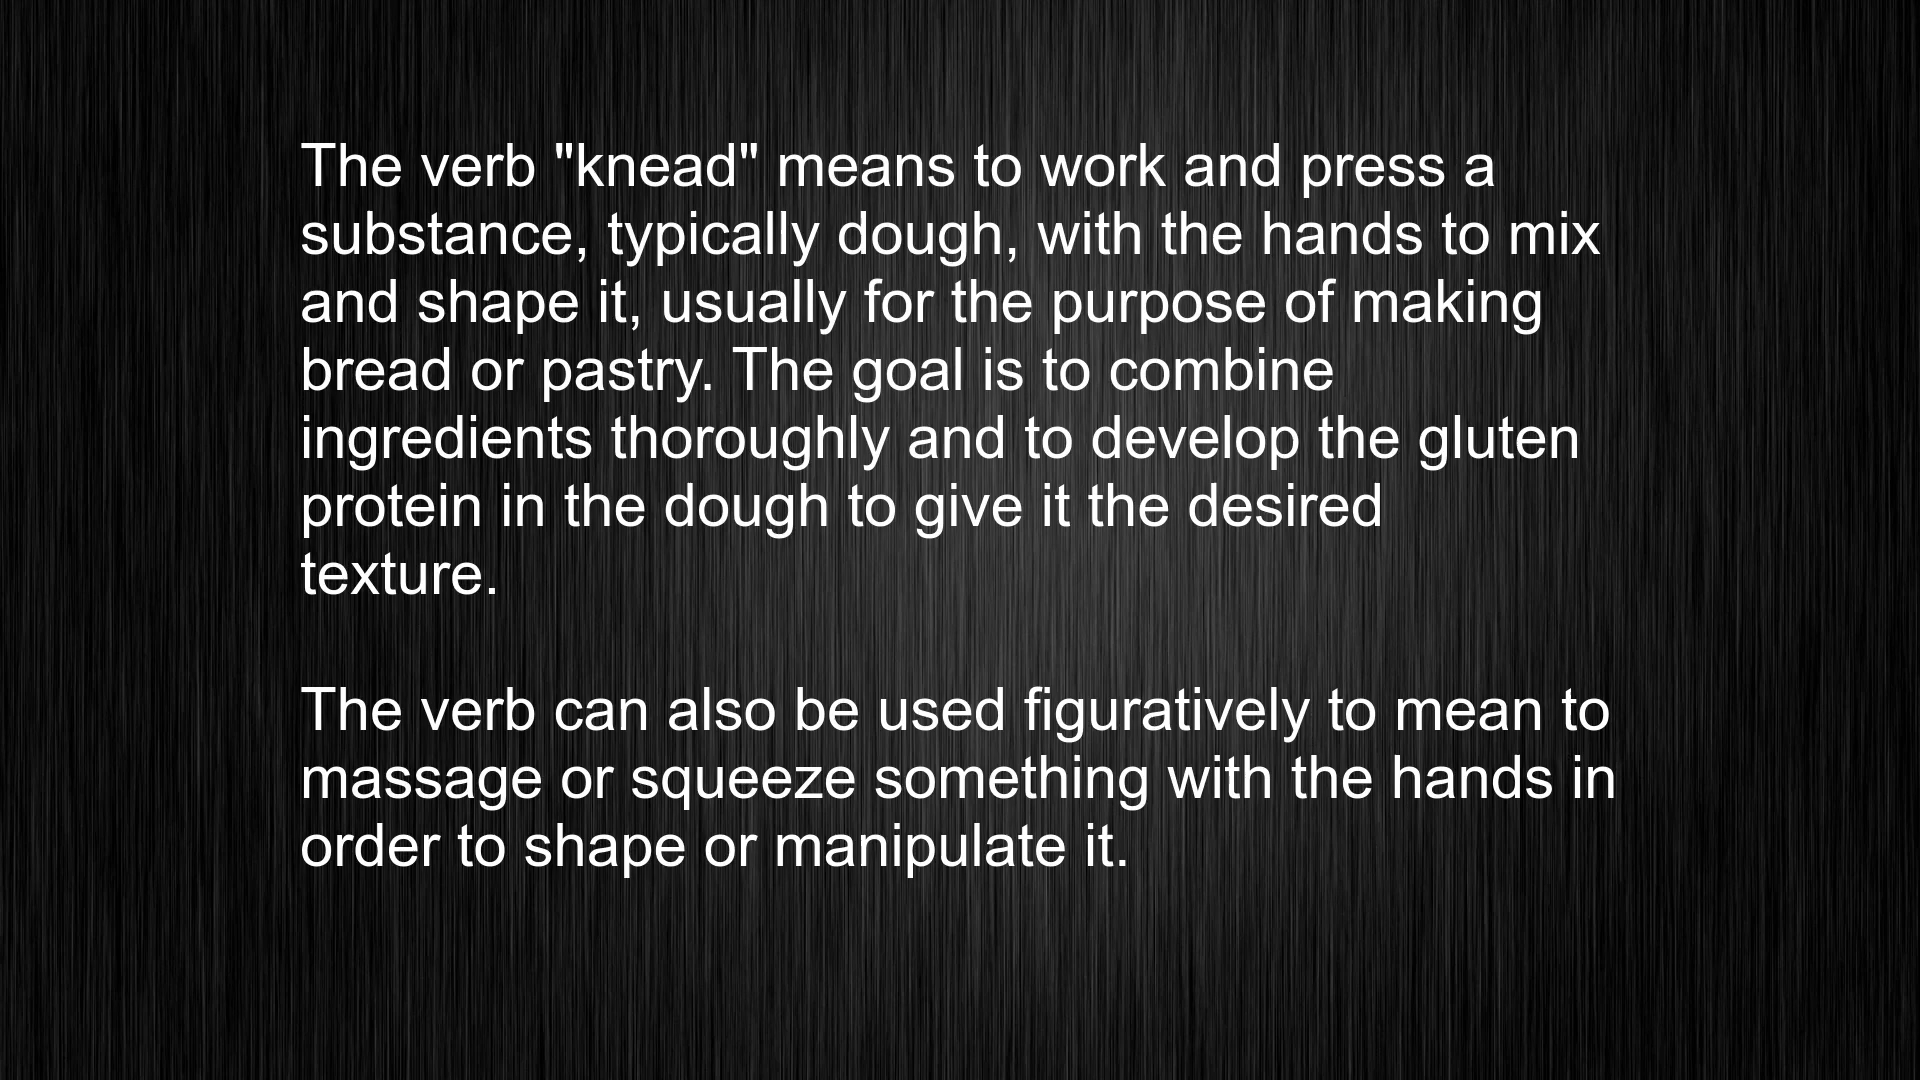 The verb "knead" means to work and press a
substance, typically dough, with the hands to mix
and shape it, usually for the purpose of making
bread or pastry. The goal is to combine
ingredients thoroughly and to develop the gluten
protein in the dough to give it the desired
texture.
The verb can also be used figuratively to mean to
massage or squeeze something with the hands in
order to shape or manipulate it.